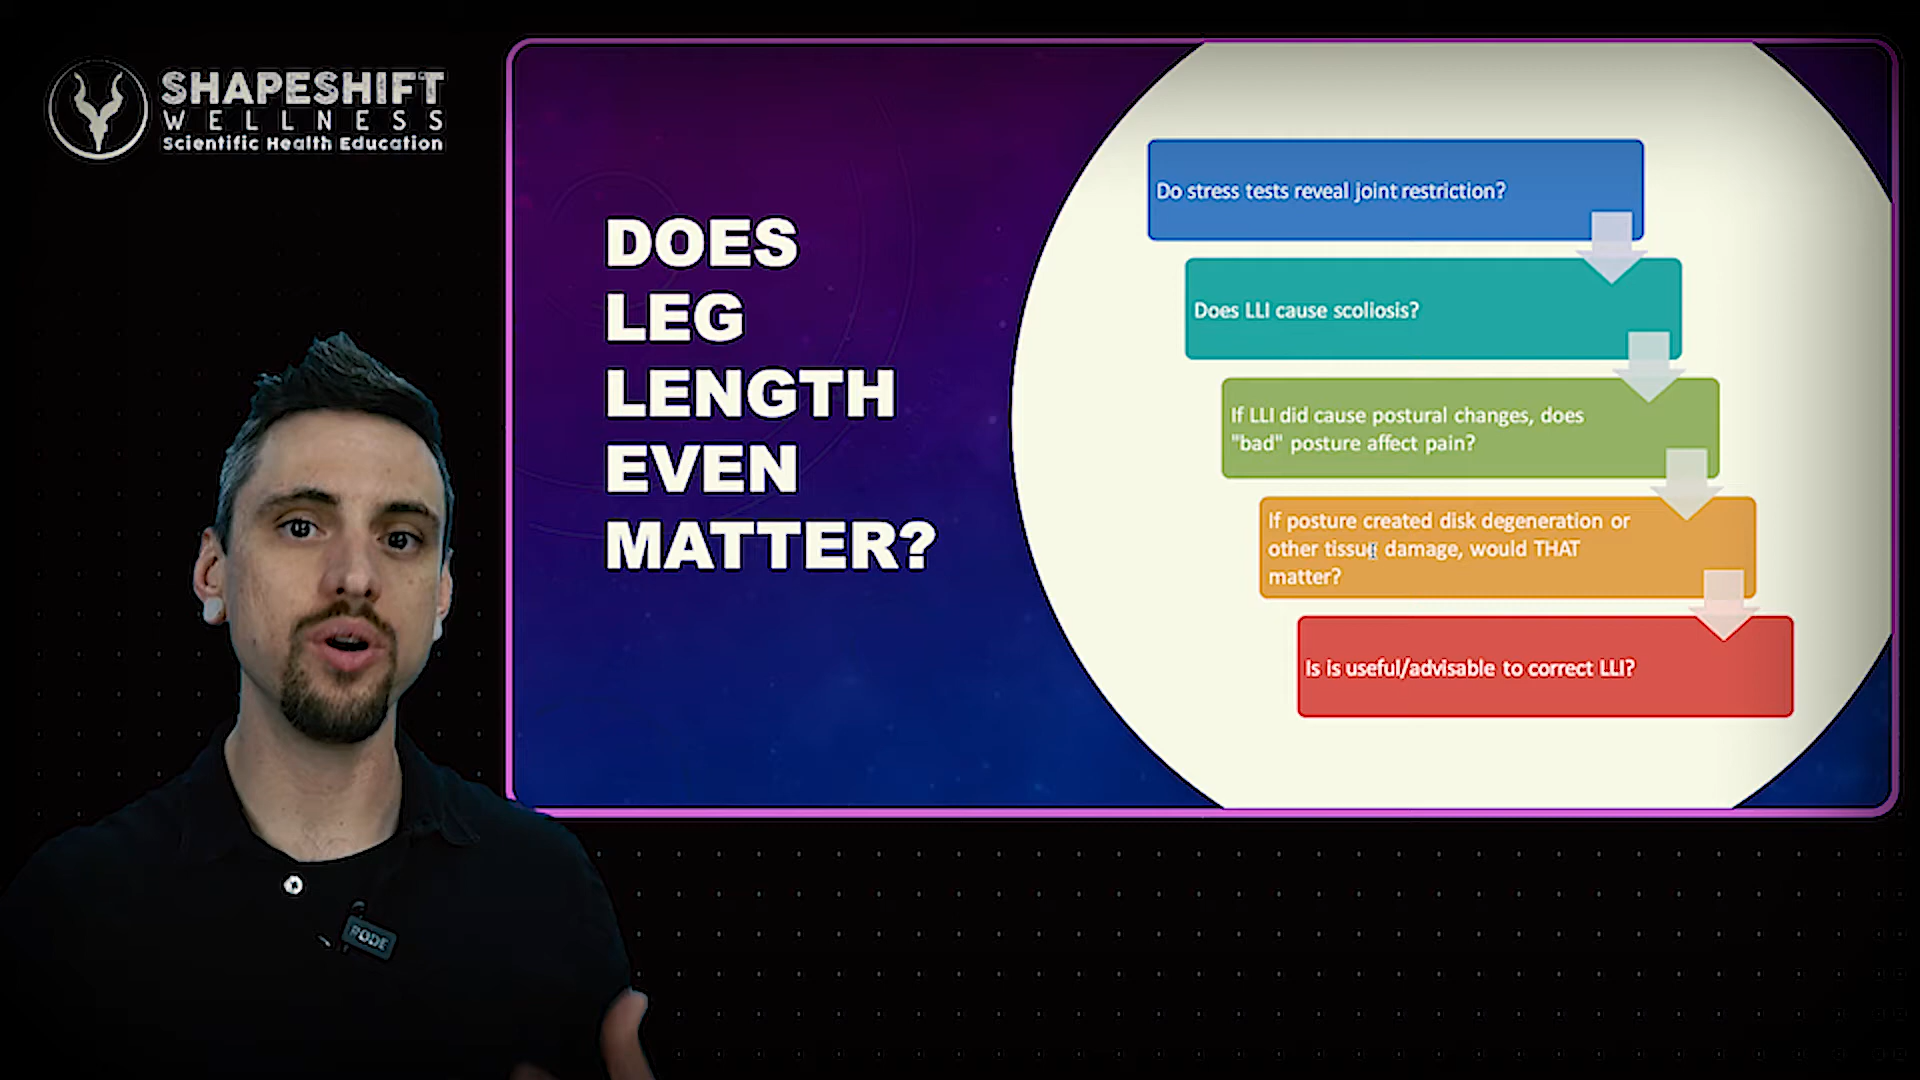 SHAPESHIFT
WELLNESS
Scientific Health Education
DOES
LEG
LENGTH
EVEN
MATTER?
Do stress tests reveal joint restriction?
Does LLI cause scoliosis?
If LLI did cause postural changes, does
"bad" posture affect pain?
If posture created disk degeneration or
other tissue damage, would THAT
matter?
Is is useful/advisable to correct LLI?
RODE